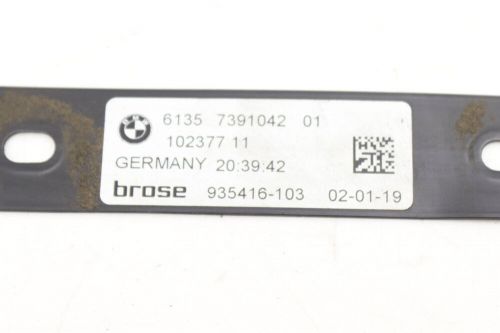 6135 7391042 01
102377 11
GERMANY 20:39:42
brose 935416-103 02-01-19